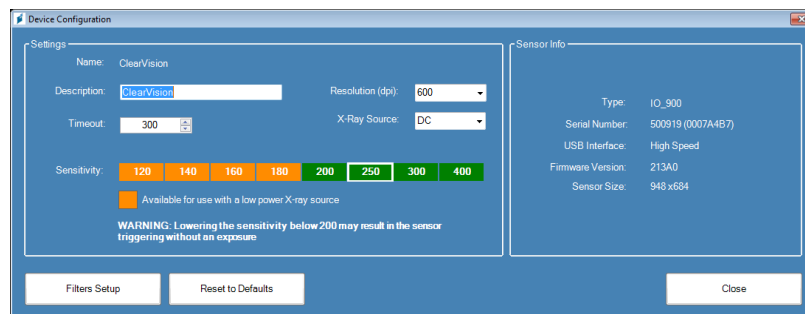 Device Configuration
Settings
Name: ClearVision
Description: ClearVision
Resolution (dpi): 600
Timeout: 300
X-Ray Source: DC
Sensitivity: 120 140 160 180 200 250 300 400
Available for use with a low power X-ray source
WARNING: Lowering the sensitivity below 200 may result in the sensor
triggering without an exposure
Sensor Info
Type: IO_900
Serial Number: 500919 (0007A4B7)
USB Interface: High Speed
Firmware Version: 213A0
Sensor Size: 948 x684
Filters Setup
Reset to Defaults
Close